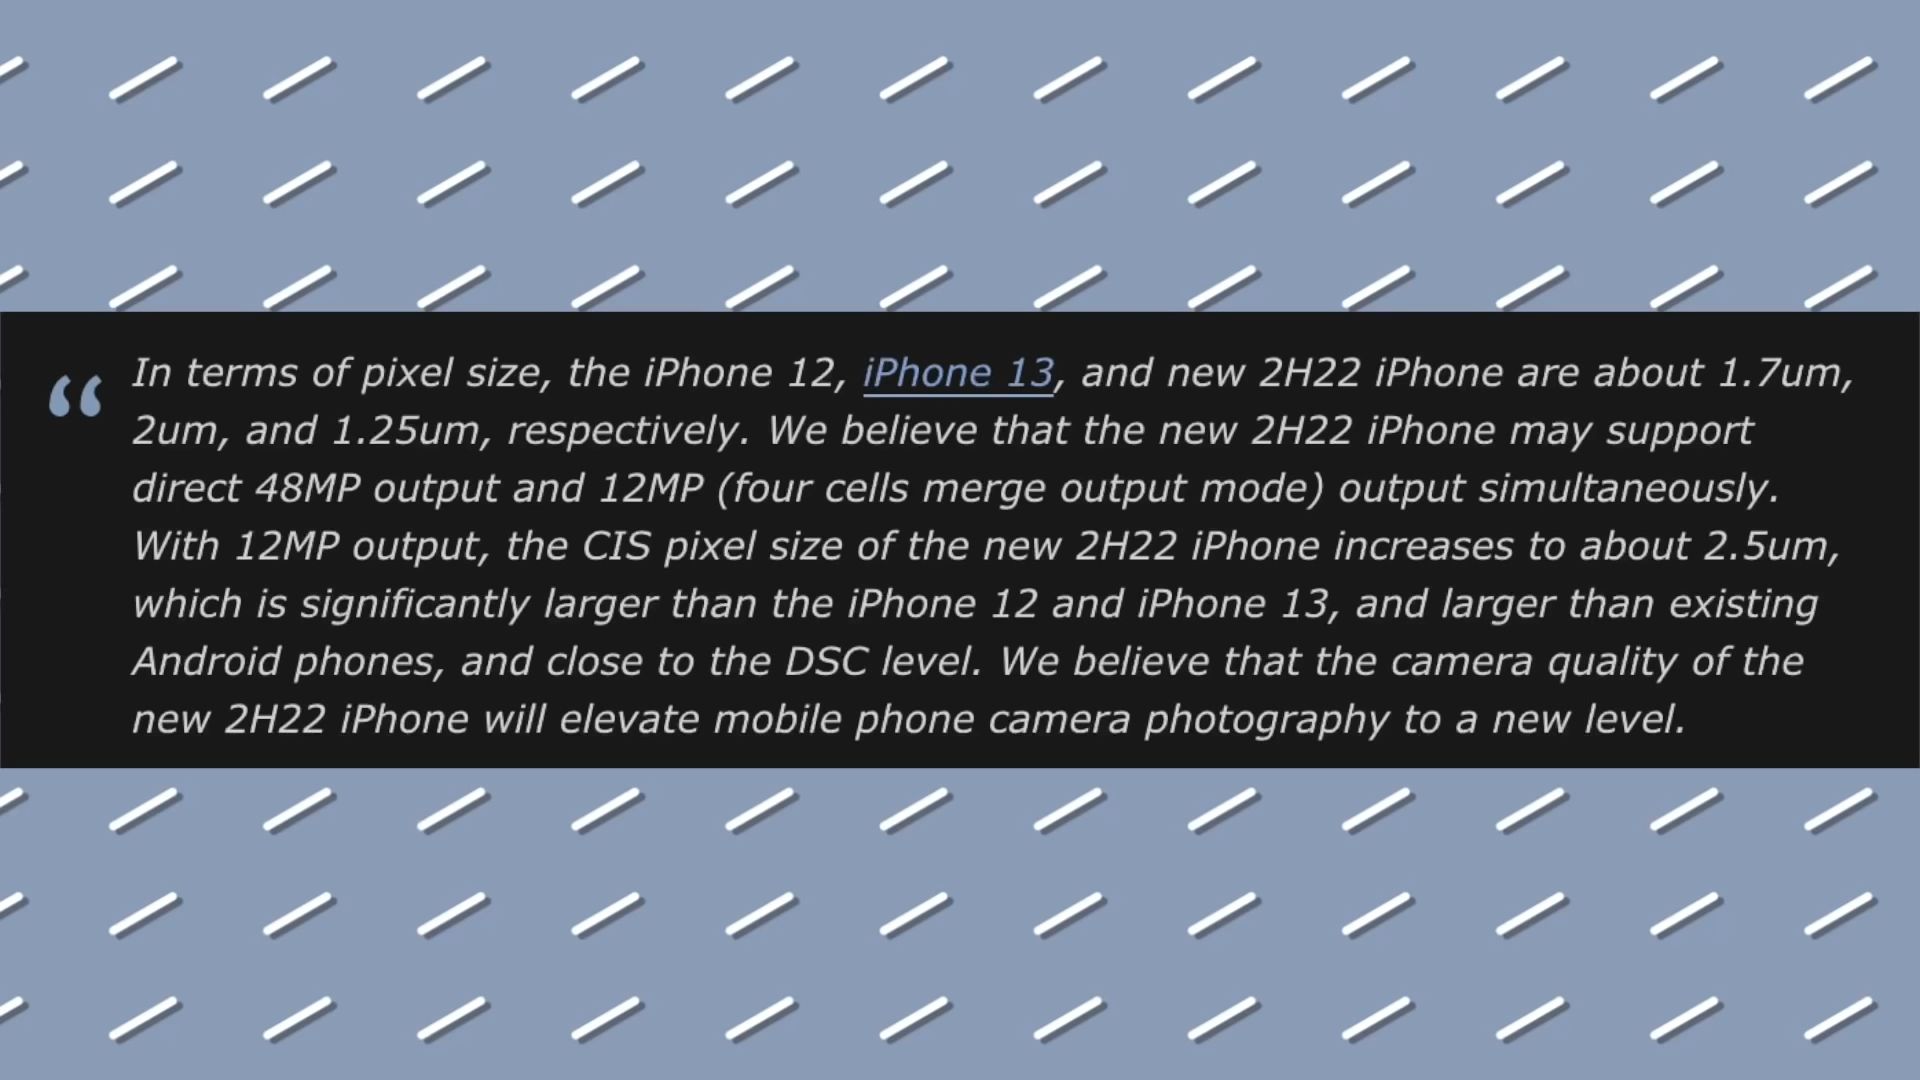 “
In terms of pixel size, the iPhone 12, iPhone 13, and new 2H22 iPhone are about 1.7um,
2um, and 1.25um, respectively. We believe that the new 2H22 iPhone may support
direct 48MP output and 12MP (four cells merge output mode) output simultaneously.
With 12MP output, the CIS pixel size of the new 2H22 iPhone increases to about 2.5um,
which is significantly larger than the iPhone 12 and iPhone 13, and larger than existing
Android phones, and close to the DSC level. We believe that the camera quality of the
new 2H22 iPhone will elevate mobile phone camera photography to a new level.